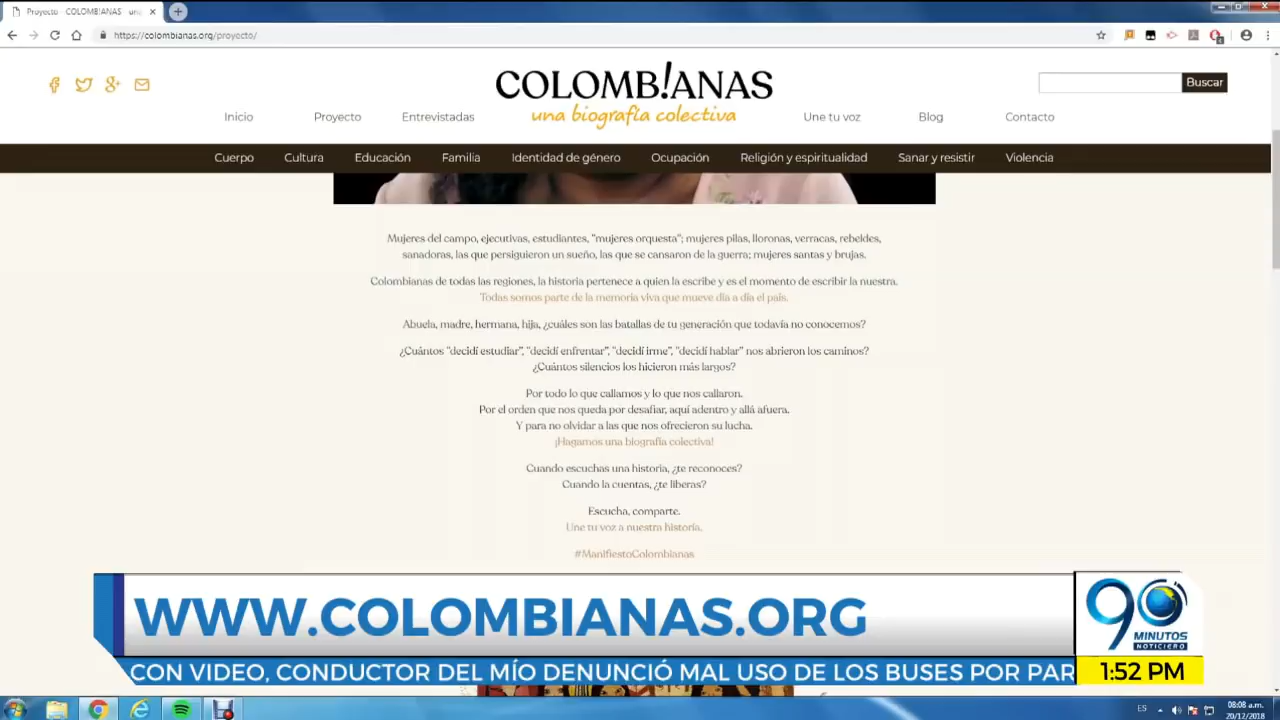 Proyecto - COLOMB!ANAS - una
https://colombianas.org/proyecto/
COLOMB!ANAS
una biografía colectiva
Buscar
Inicio
Proyecto
Entrevistadas
Une tu voz
Blog
Contacto
Cuerpo
Cultura
Educación
Familia
Identidad de género
Ocupación
Religión y espiritualidad
Sanar y resistir
Violencia
Mujeres del campo, ejecutivas, estudiantes, "mujeres orquesta"; mujeres pilas, lloronas, verracas, rebeldes,
sanadoras, las que persiguieron un sueño, las que se cansaron de la guerra; mujeres santas y brujas.
Colombianas de todas las regiones, la historia pertenece a quien la escribe y es el momento de escribir la nuestra.
Todas somos parte de la memoria viva que mueve día a día el país.
Abuela, madre, hermana, hija, ¿cuáles son las batallas de tu generación que todavía no conocemos?
¿Cuántos "decidí estudiar", "decidí enfrentar", "decidí irme", "decidí hablar" nos abrieron los caminos?
¿Cuántos silencios los hicieron más largos?
Por todo lo que callamos y lo que nos callaron.
Por el orden que nos queda por desafiar, aquí adentro y allá afuera.
Y para no olvidar a las que nos ofrecieron su lucha.
¡Hagamos una biografía colectiva!
Cuando escuchas una historia, ¿te reconoces?
Cuando la cuentas, ¿te liberas?
Escucha, comparte.
Une tu voz a nuestra historia.
#ManifiestoColombianas
WWW.COLOMBIANAS.ORG
90
MINUTOS
NOTICIERO
CON VIDEO, CONDUCTOR DEL MÍO DENUNCIÓ MAL USO DE LOS BUSES POR PAR
1:52 PM
ES
08:08 a.m.
20/12/2018